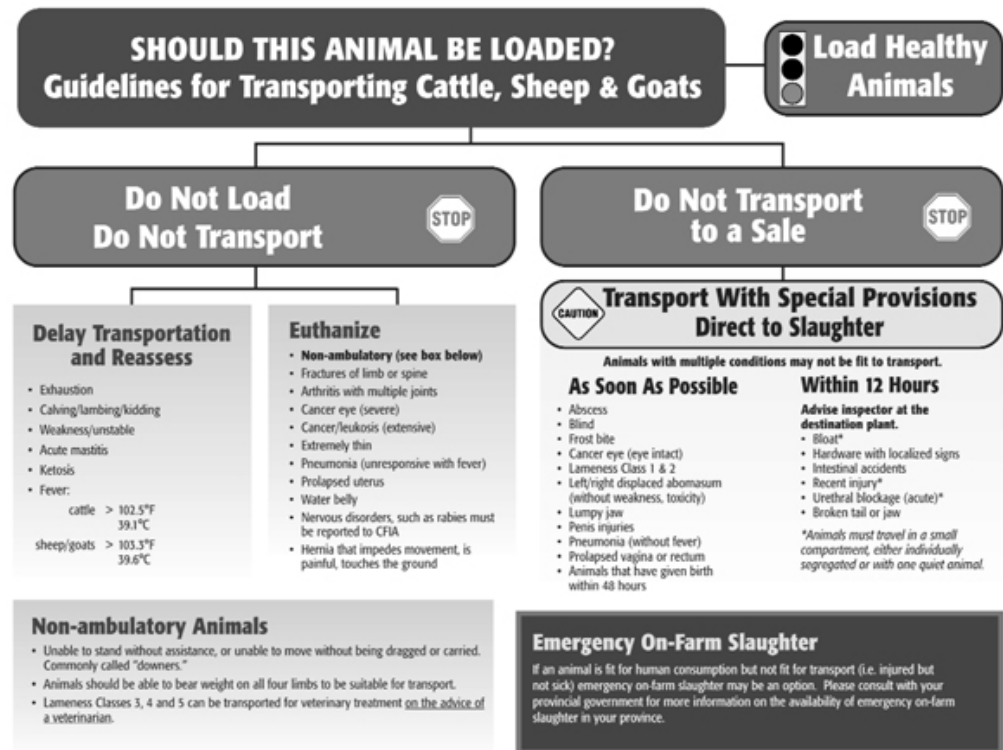 SHOULD THIS ANIMAL BE LOADED?
Guidelines for Transporting Cattle, Sheep & Goats
Load Healthy
Animals
Do Not Load
Do Not Transport
STOP
Do Not Transport
to a Sale
STOP
Delay Transportation
and Reassess
• Exhaustion
• Calving/lambing/kidding
• Weakness/unstable
• Acute mastitis
• Ketosis
• Fever:
cattle > 102.5°F
39.1°C
sheep/goats > 103.3°F
39.6°C
Euthanize
• Non-ambulatory (see box below)
• Fractures of limb or spine
• Arthritis with multiple joints
• Cancer eye (severe)
• Cancer/leukosis (extensive)
• Extremely thin
• Pneumonia (unresponsive with fever)
• Prolapsed uterus
• Water belly
• Nervous disorders, such as rabies must
be reported to CFIA
• Hernia that impedes movement, is
painful, touches the ground
CAUTION
Transport With Special Provisions
Direct to Slaughter
Animals with multiple conditions may not be fit to transport.
As Soon As Possible
• Abscess
• Blind
• Frost bite
• Cancer eye (eye intact)
• Lameness Class 1 & 2
• Left/right displaced abomasum
(without weakness, toxicity)
• Lumpy jaw
• Penis injuries
• Pneumonia (without fever)
• Prolapsed vagina or rectum
• Animals that have given birth
within 48 hours
Within 12 Hours
Advise inspector at the
destination plant.
• Bloat*
• Hardware with localized signs
• Intestinal accidents
• Recent injury*
• Urethral blockage (acute)*
• Broken tail or jaw
*Animals must travel in a small
compartment, either individually
segregated or with one quiet animal.
Non-ambulatory Animals
• Unable to stand without assistance, or unable to move without being dragged or carried.
Commonly called "downers."
• Animals should be able to bear weight on all four limbs to be suitable for transport.
• Lameness Classes 3, 4 and 5 can be transported for veterinary treatment on the advice of
a veterinarian.
Emergency On-Farm Slaughter
If an animal is fit for human consumption but not fit for transport (i.e. injured but
not sick) emergency on-farm slaughter may be an option. Please consult with your
provincial government for more information on the availability of emergency on-farm
slaughter in your province.